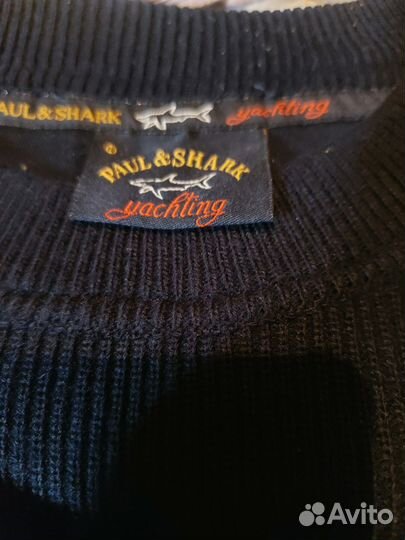 PAUL & SHARK yachting
®
PAUL & SHARK
yachting
Avito